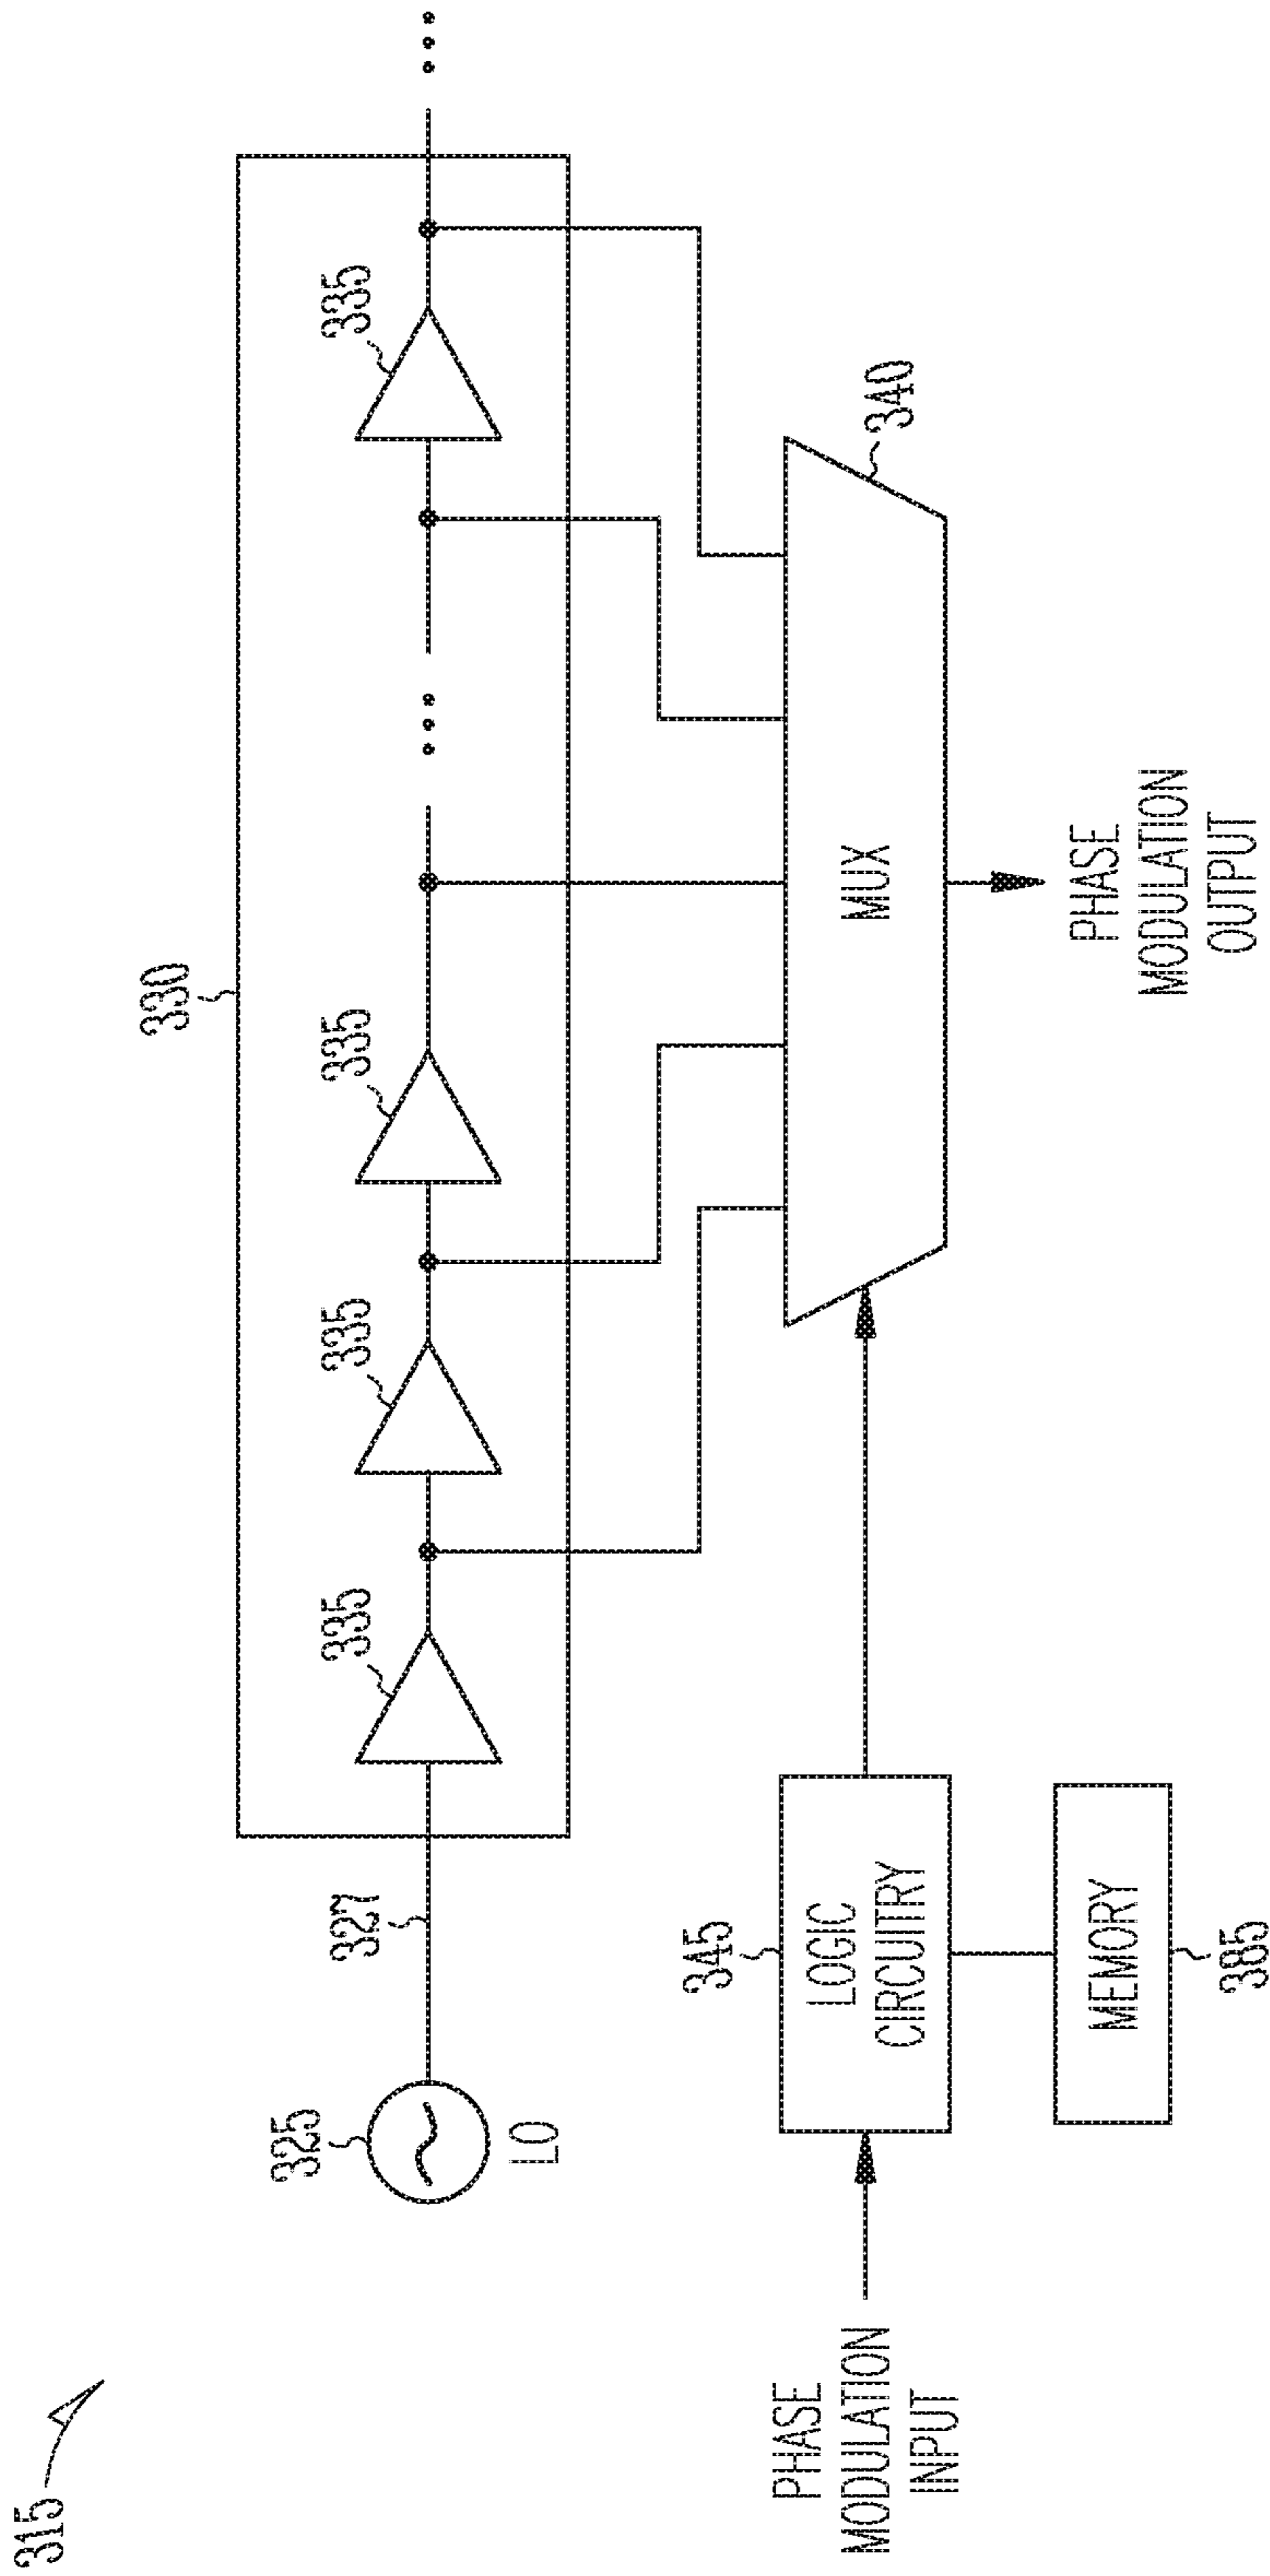 315
330
335
335
335
335
325
327
LO
340
MUX
345
LOGIC
CIRCUITRY
MEMORY
385
PHASE
MODULATION
INPUT
PHASE
MODULATION
OUTPUT